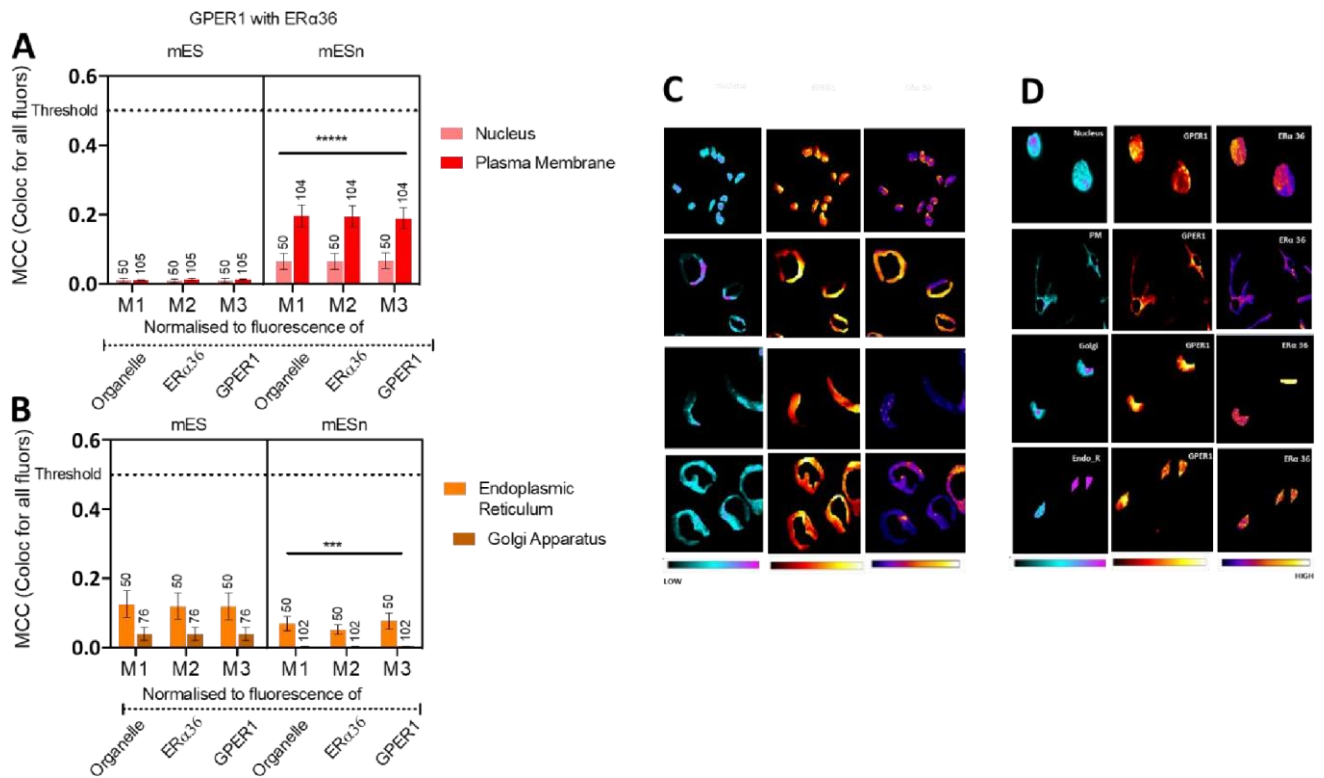 GPER1 with ERα36
A
mES
mESn
0.6
Threshold
0.4
0.2
0.0
MCC (Coloc for all fluors)
*****
50
105
50
105
50
105
50
104
50
104
50
104
M1
M2
M3
M1
M2
M3
Normalised to fluorescence of
Organelle
ERα36
GPER1
Organelle
ERα36
GPER1
Nucleus
Plasma Membrane
B
mES
mESn
0.6
Threshold
0.4
0.2
0.0
MCC (Coloc for all fluors)
***
50
76
50
76
50
76
50
102
50
102
50
102
M1
M2
M3
M1
M2
M3
Normalised to fluorescence of
Organelle
ERα36
GPER1
Organelle
ERα36
GPER1
Endoplasmic
Reticulum
Golgi Apparatus
C
LOW
D
Nucleus
GPER1
ERα 36
PM
GPER1
ERα 36
Golgi
GPER1
ERα 36
Endo_R
GPER1
ERα 36
HIGH